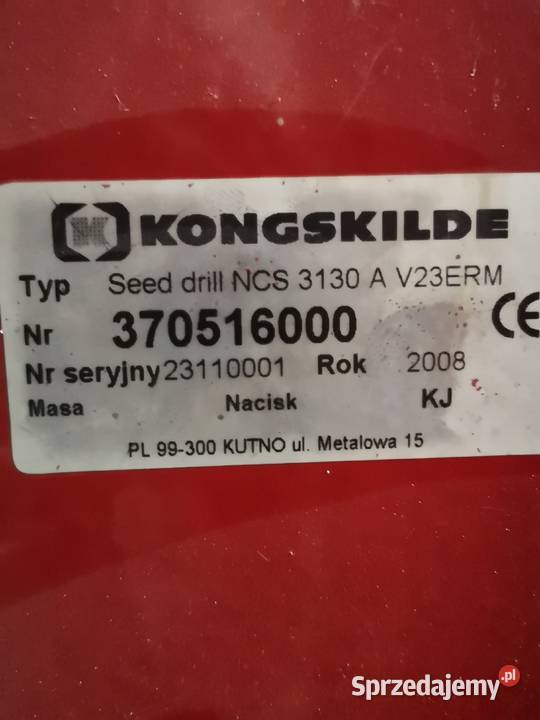 KONGSKILDE
Typ Seed drill NCS 3130 A V23ERM
Nr 370516000 CE
Nr seryjny 23110001 Rok 2008
Masa Nacisk KJ
PL 99-300 KUTNO ul. Metalowa 15
Sprzedajemy.pl